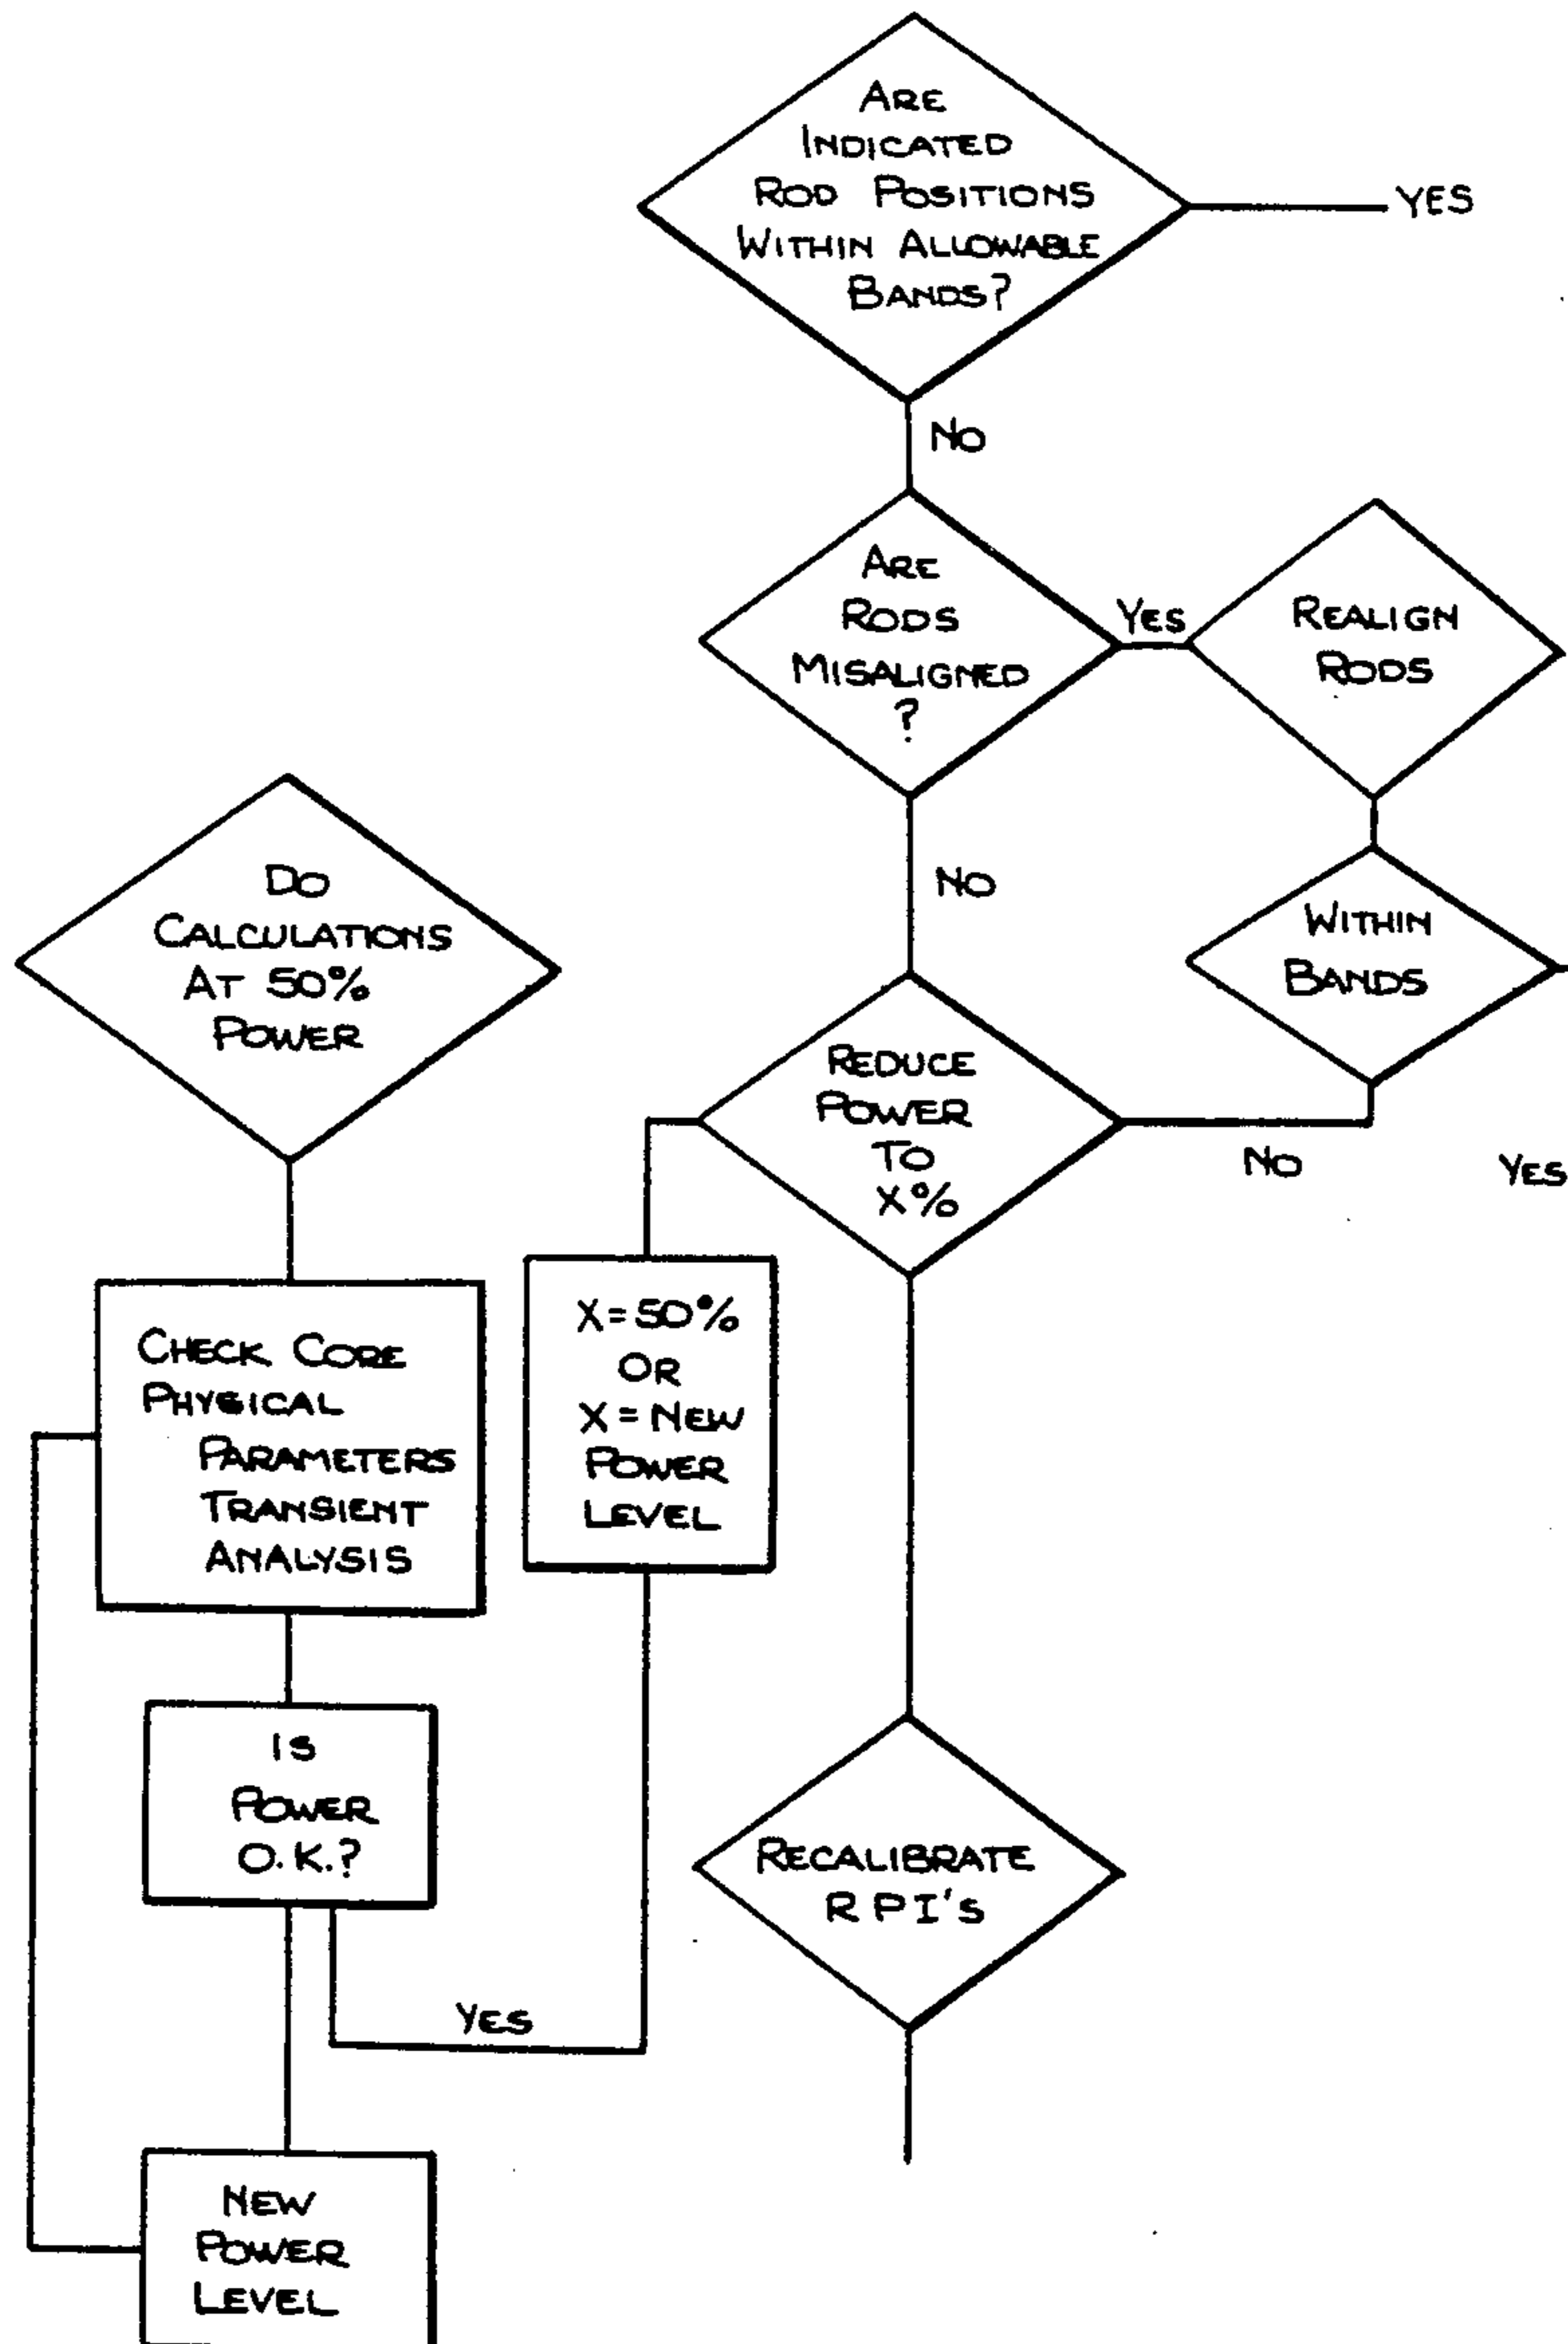 ARE
INDICATED
ROD POSITIONS
WITHIN ALLOWABLE
BANDS?
YES
NO
ARE
RODS
MISALIGNED
?
YES
REALIGN
RODS
NO
WITHIN
BANDS
DO
CALCULATIONS
AT 50%
POWER
REDUCE
POWER
TO
X%
NO
YES
CHECK CORE
PHYSICAL
PARAMETERS
TRANSIENT
ANALYSIS
X=50%
OR
X=NEW
POWER
LEVEL
IS
POWER
O.K.?
RECALIBRATE
R P I's
YES
NEW
POWER
LEVEL